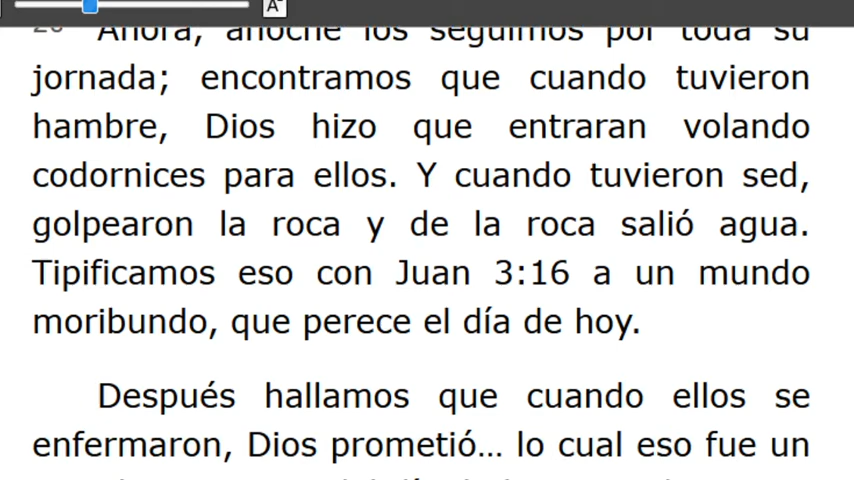 A
Ahora, anoche los seguimos por toda su
jornada; encontramos que cuando tuvieron
hambre, Dios hizo que entraran volando
codornices para ellos. Y cuando tuvieron sed,
golpearon la roca y de la roca salió agua.
Tipificamos eso con Juan 3:16 a un mundo
moribundo, que perece el día de hoy.
Después hallamos que cuando ellos se
enfermaron, Dios prometió… lo cual eso fue un